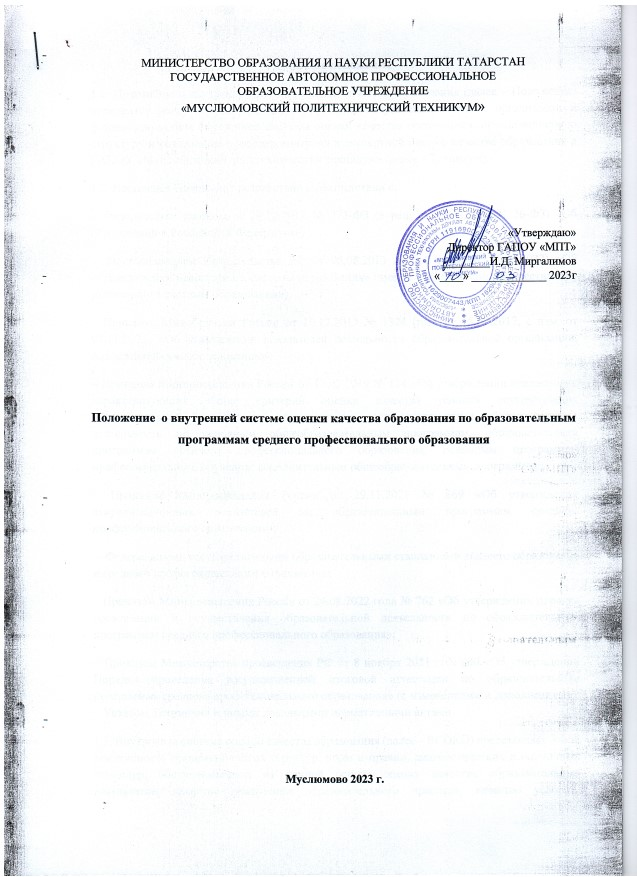 МИНИСТЕРСТВО ОБРАЗОВАНИЯ И НАУКИ РЕСПУБЛИКИ ТАТАРСТАН
ГОСУДАРСТВЕННОЕ АВТОНОМНОЕ ПРОФЕССИОНАЛЬНОЕ
ОБРАЗОВАТЕЛЬНОЕ УЧРЕЖДЕНИЕ
«МУСЛЮМОВСКИЙ ПОЛИТЕХНИЧЕСКИЙ ТЕХНИКУМ»
«Утверждаю»
Директор ГАПОУ «МПТ»
И.Д. Миргалимов
« 10 » 03 2023г
Положение о внутренней системе оценки качества образования по образовательным
программам среднего профессионального образования
Муслюмово 2023 г.